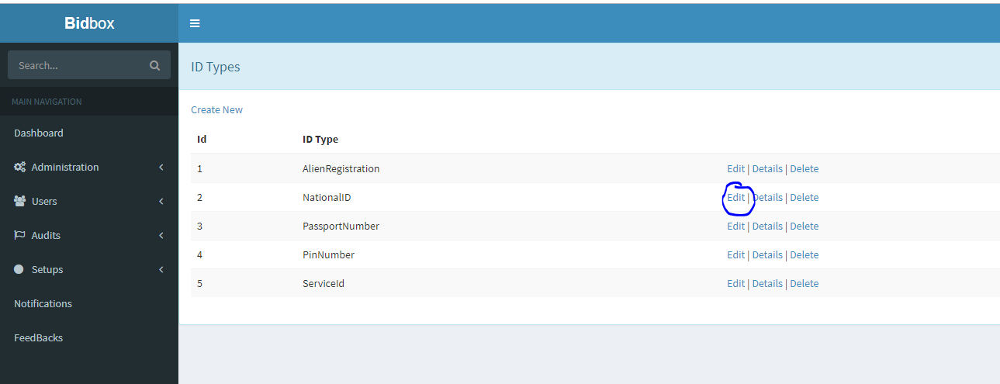 Bidbox
Search...
MAIN NAVIGATION
Dashboard
Administration
Users
Audits
Setups
Notifications
FeedBacks
ID Types
Create New
Id ID Type
1 AlienRegistration Edit | Details | Delete
2 NationalID Edit | Details | Delete
3 PassportNumber Edit | Details | Delete
4 PinNumber Edit | Details | Delete
5 ServiceId Edit | Details | Delete